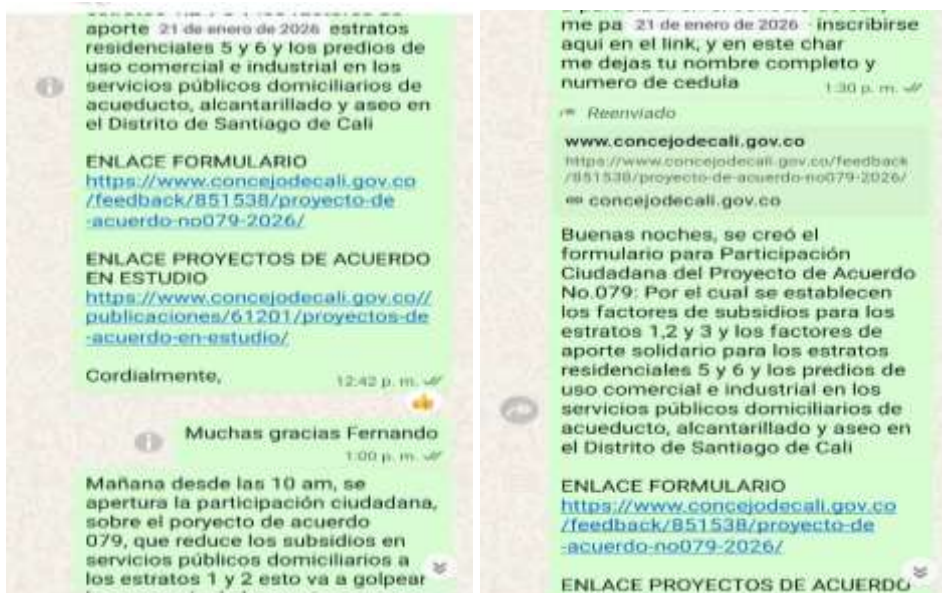 aporte 21 de enero de 2026 estratos
residenciales 5 y 6 y los predios de
uso comercial e industrial en los
servicios públicos domiciliarios de
acueducto, alcantarillado y aseo en
el Distrito de Santiago de Cali
ENLACE FORMULARIO
https://www.concejodecali.gov.co
/feedback/851538/proyecto-de
-acuerdo-no079-2026/
ENLACE PROYECTOS DE ACUERDO
EN ESTUDIO
https://www.concejodecali.gov.co//
publicaciones/61201/proyectos-de
-acuerdo-en-estudio/
Cordialmente,
12:42 p. m.
Muchas gracias Fernando
1:00 p. m.
Mañana desde las 10 am, se
apertura la participación ciudadana,
sobre el poryecto de acuerdo
079, que reduce los subsidios en
servicios públicos domiciliarios a
los estratos 1 y 2 esto va a golpear
me pa 21 de enero de 2026 inscribirse
aqui en el link, y en este char
me dejas tu nombre completo y
numero de cedula
1:30 p. m.
Reenviado
www.concejodecali.gov.co
https://www.concejodecali.gov.co/feedback
/851538/proyecto-de-acuerdo-no079-2026/
concejodecali.gov.co
Buenas noches, se creó el
formulario para Participación
Ciudadana del Proyecto de Acuerdo
No.079: Por el cual se establecen
los factores de subsidios para los
estratos 1,2 y 3 y los factores de
aporte solidario para los estratos
residenciales 5 y 6 y los predios de
uso comercial e industrial en los
servicios públicos domiciliarios de
acueducto, alcantarillado y aseo en
el Distrito de Santiago de Cali
ENLACE FORMULARIO
https://www.concejodecali.gov.co
/feedback/851538/proyecto-de
-acuerdo-no079-2026/
ENLACE PROYECTOS DE ACUERDO